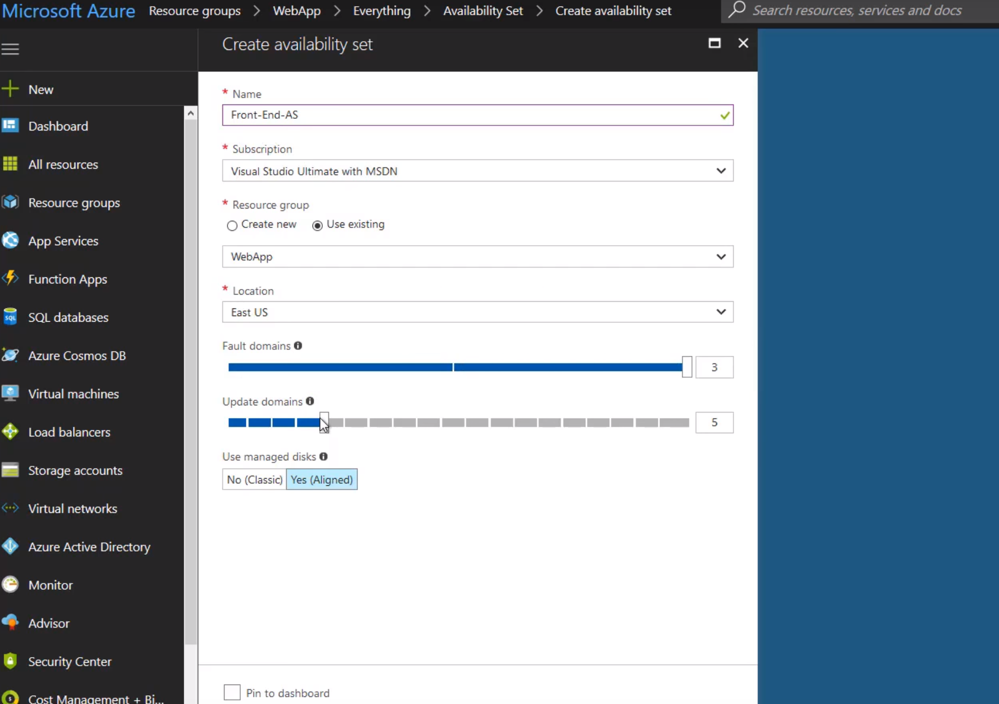 Microsoft Azure Resource groups > WebApp > Everything > Availability Set > Create availability set
Search resources, services and docs
New
Dashboard
All resources
Resource groups
App Services
Function Apps
SQL databases
Azure Cosmos DB
Virtual machines
Load balancers
Storage accounts
Virtual networks
Azure Active Directory
Monitor
Advisor
Security Center
Cost Management + Bi...
Create availability set
* Name
Front-End-AS
* Subscription
Visual Studio Ultimate with MSDN
* Resource group
Create new Use existing
WebApp
* Location
East US
Fault domains
3
Update domains
5
Use managed disks
No (Classic) Yes (Aligned)
Pin to dashboard